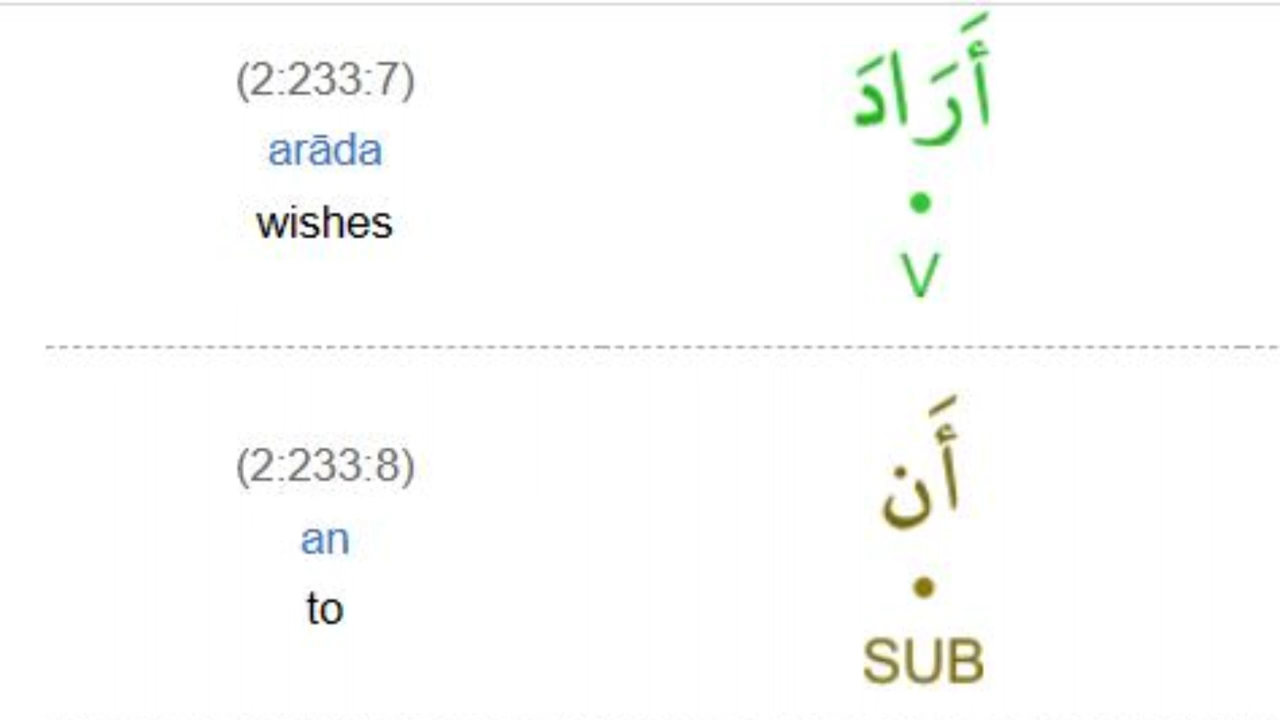 (2:233:7)
arāda
wishes
أَرَادَ
V
(2:233:8)
an
to
أَن
SUB